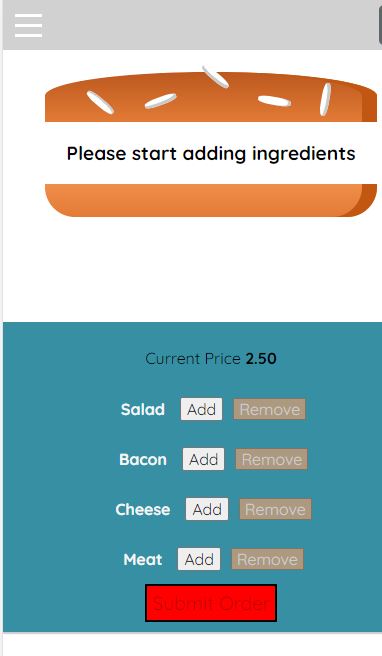 Please start adding ingredients
Current Price 2.50
Salad Add Remove
Bacon Add Remove
Cheese Add Remove
Meat Add Remove
Submit Order